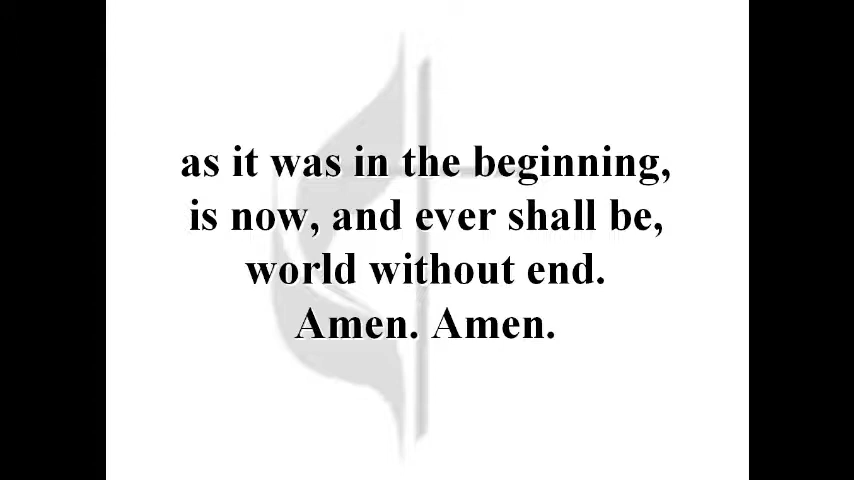 as it was in the beginning,
is now, and ever shall be,
world without end.
Amen. Amen.